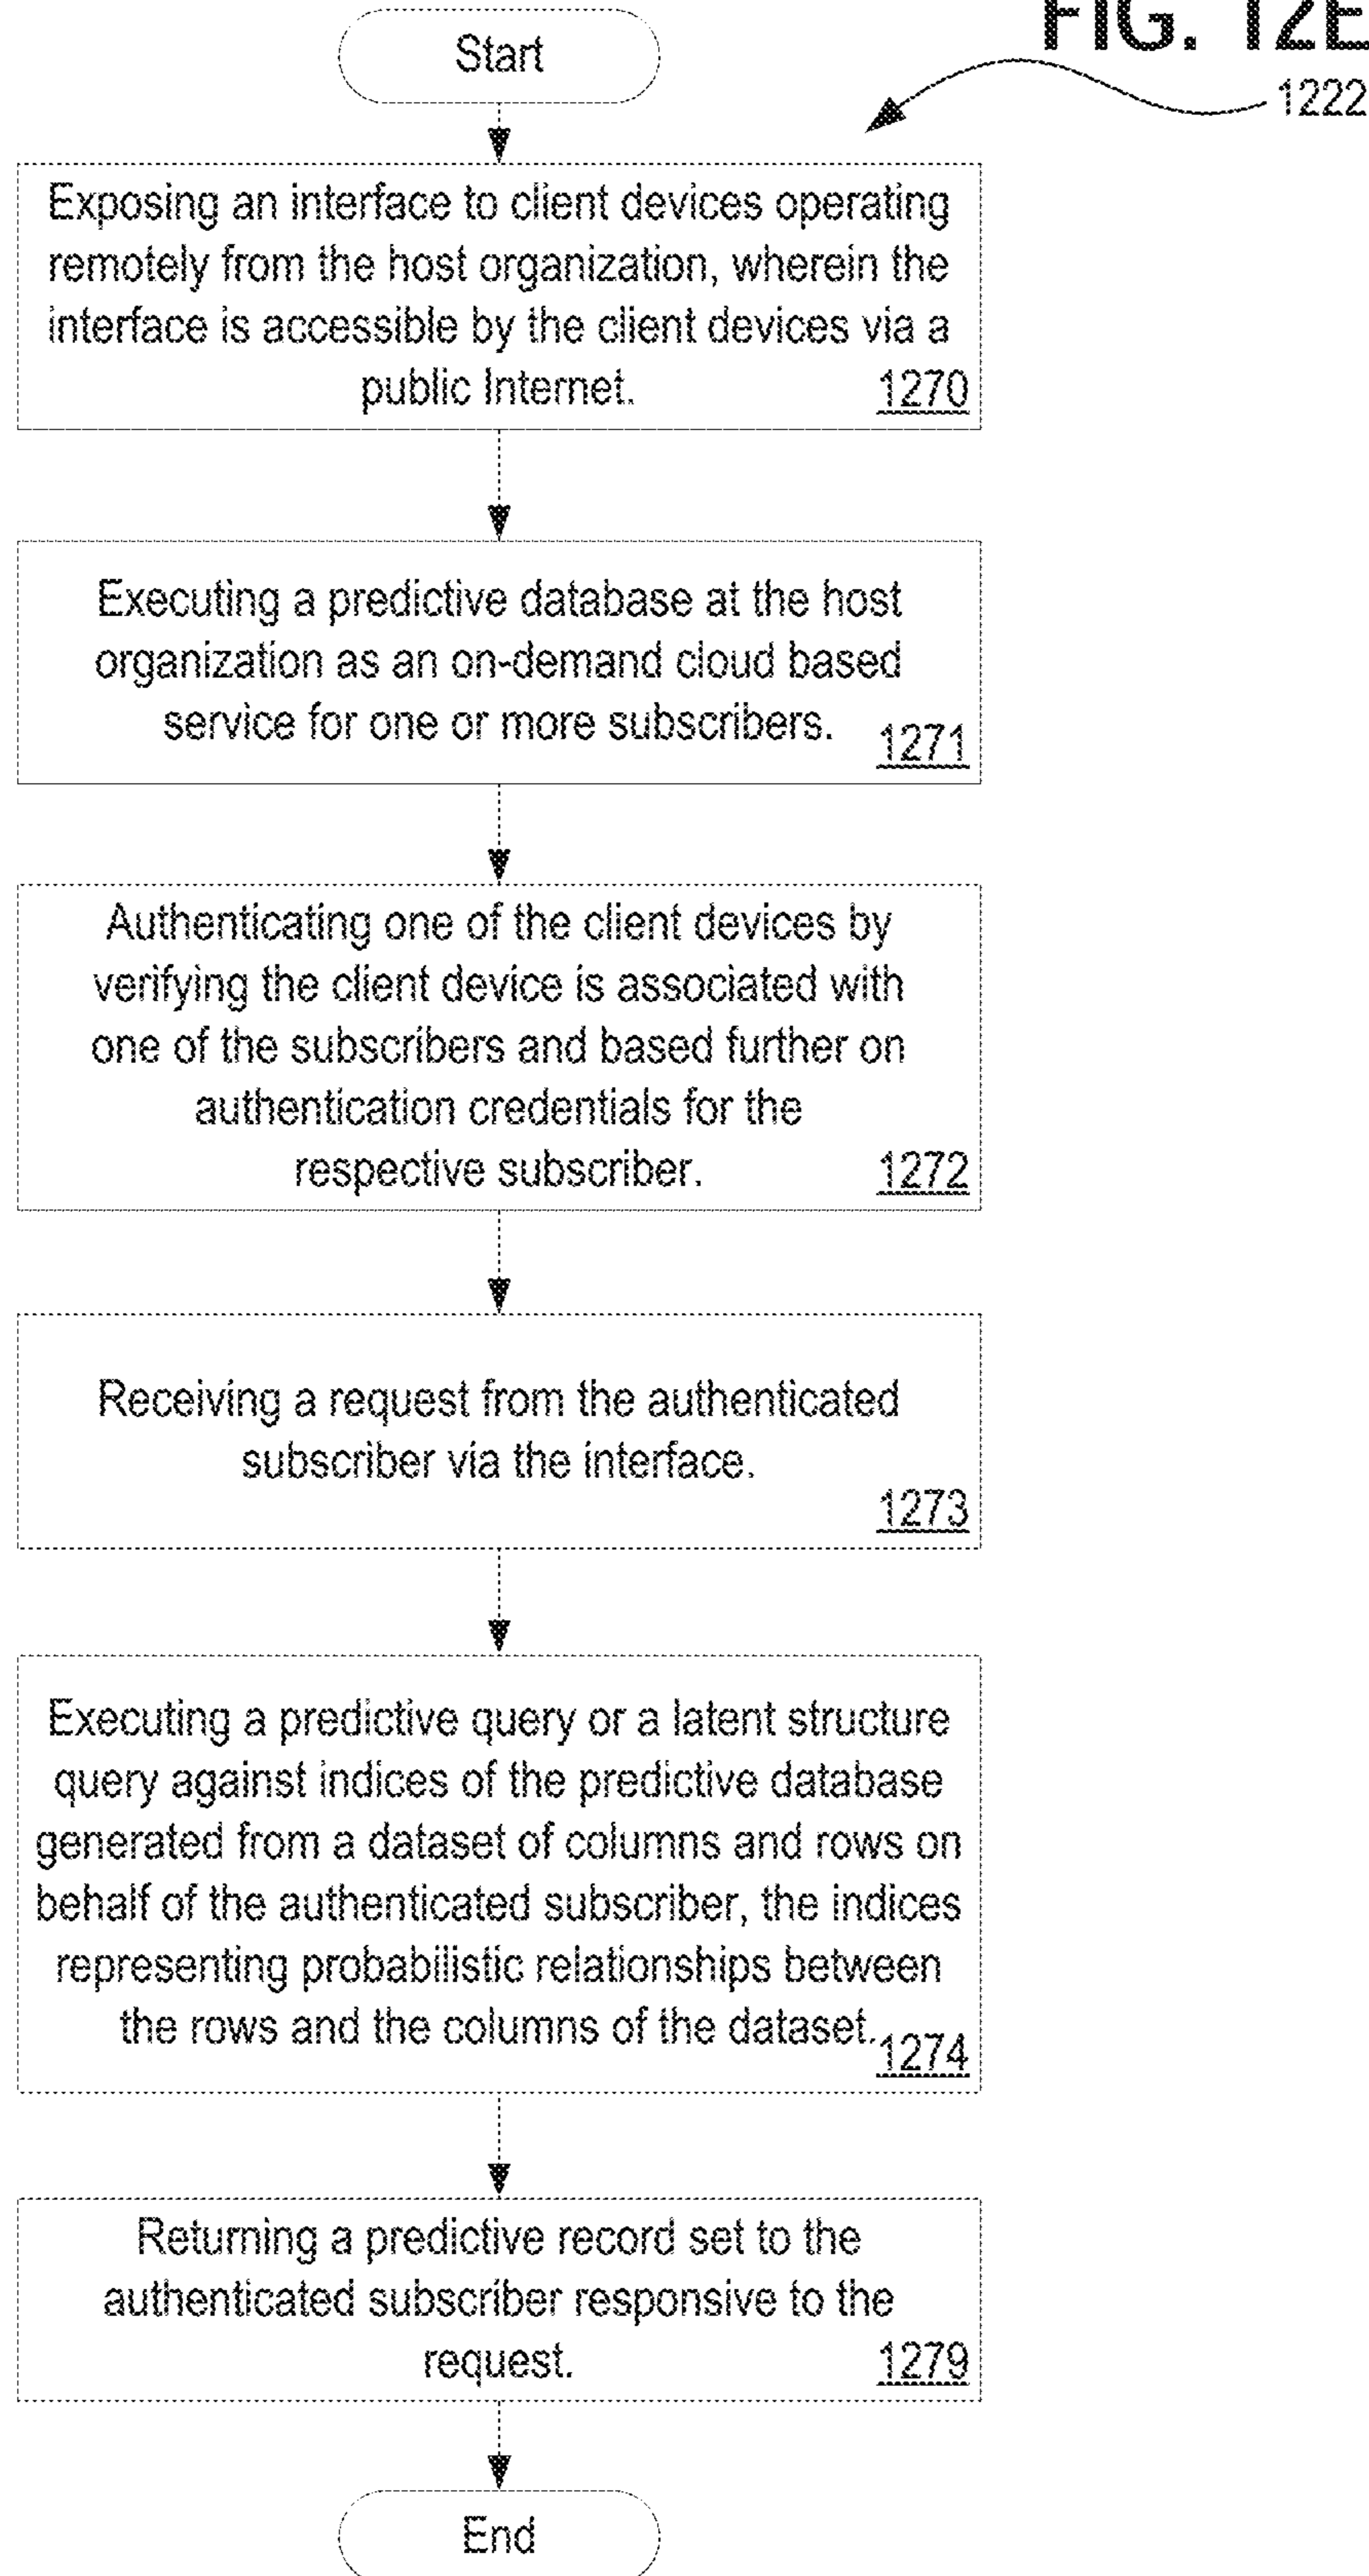 FIG. 12E
1222
Start
Exposing an interface to client devices operating
remotely from the host organization, wherein the
interface is accessible by the client devices via a
public Internet.
1270
Executing a predictive database at the host
organization as an on-demand cloud based
service for one or more subscribers.
1271
Authenticating one of the client devices by
verifying the client device is associated with
one of the subscribers and based further on
authentication credentials for the
respective subscriber.
1272
Receiving a request from the authenticated
subscriber via the interface.
1273
Executing a predictive query or a latent structure
query against indices of the predictive database
generated from a dataset of columns and rows on
behalf of the authenticated subscriber, the indices
representing probabilistic relationships between
the rows and the columns of the dataset.
1274
Returning a predictive record set to the
authenticated subscriber responsive to the
request.
1279
End